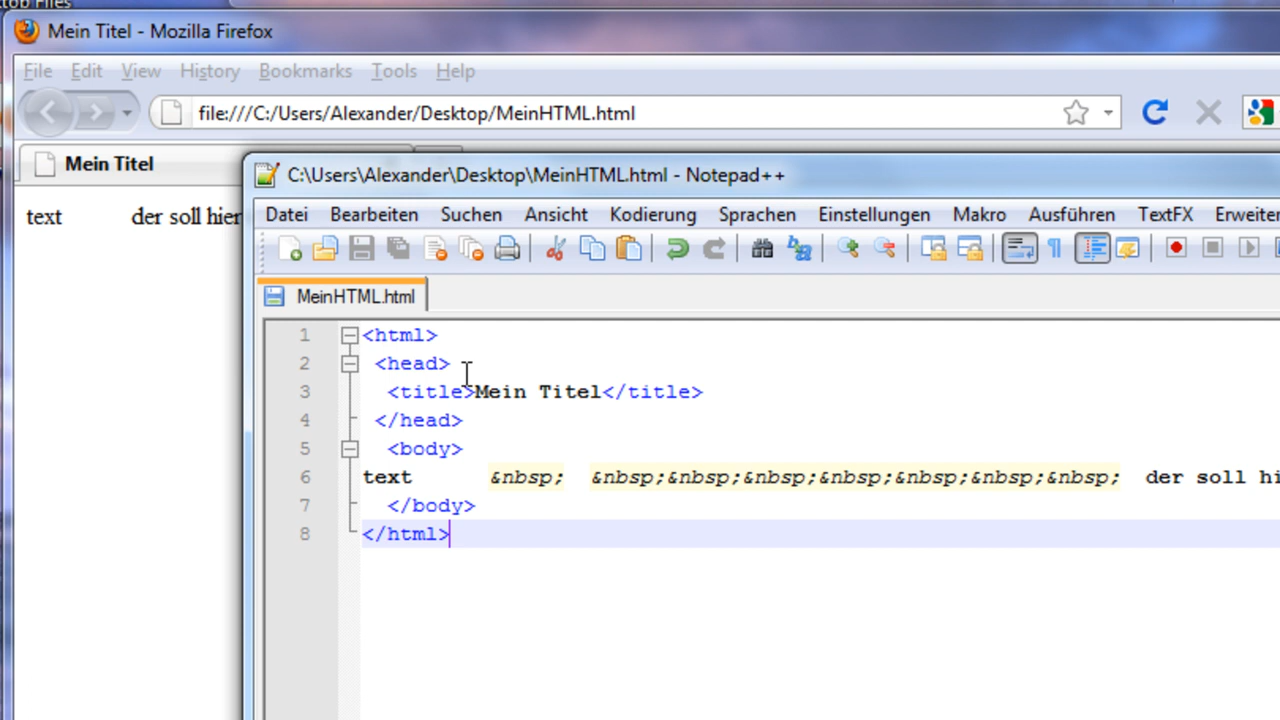 top Files
Mein Titel - Mozilla Firefox
File Edit View History Bookmarks Tools Help
file:///C:/Users/Alexander/Desktop/MeinHTML.html
Mein Titel
text der soll hier
C:\Users\Alexander\Desktop\MeinHTML.html - Notepad++
Datei Bearbeiten Suchen Ansicht Kodierung Sprachen Einstellungen Makro Ausführen TextFX Erweiter
MeinHTML.html
1 <html>
2 <head>
3 <title>Mein Titel</title>
4 </head>
5 <body>
6 text &nbsp; &nbsp;&nbsp;&nbsp;&nbsp;&nbsp;&nbsp;&nbsp; der soll hi
7 </body>
8 </html>